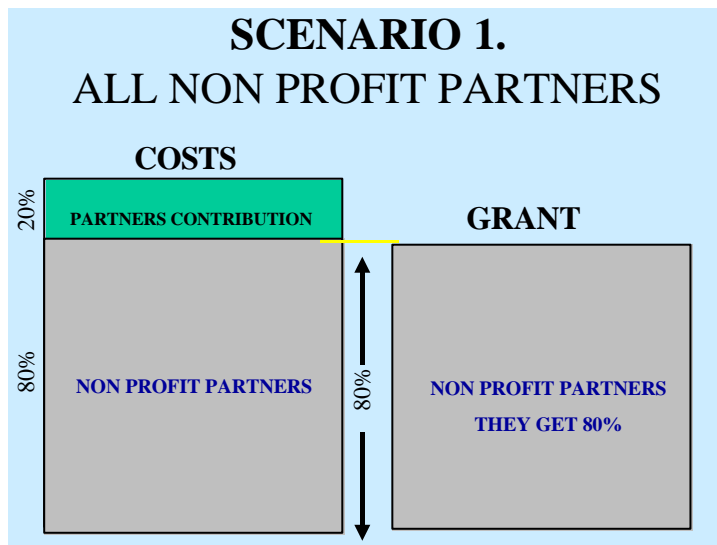 SCENARIO 1.
ALL NON PROFIT PARTNERS
COSTS
20%
PARTNERS CONTRIBUTION
80%
NON PROFIT PARTNERS
80%
GRANT
NON PROFIT PARTNERS
THEY GET 80%